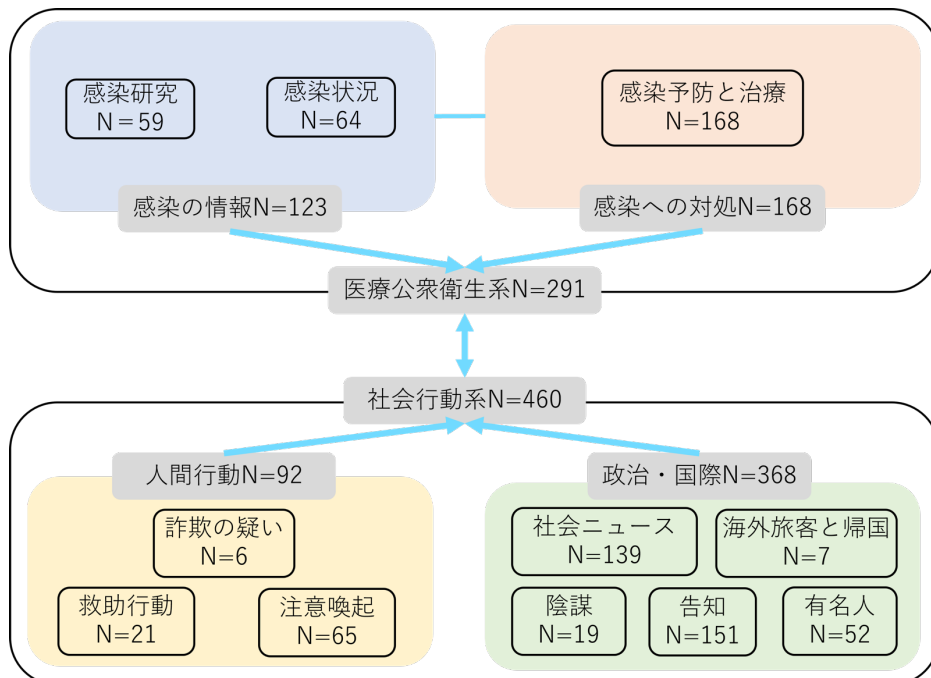 感染研究
N＝59
感染状況
N=64
感染予防と治療
N=168
感染の情報N=123
感染への対処N=168
医療公衆衛生系N=291
社会行動系N=460
人間行動N=92
政治・国際N=368
詐欺の疑い
N=6
救助行動
N=21
注意喚起
N=65
社会ニュース
N=139
海外旅客と帰国
N=7
陰謀
N=19
告知
N=151
有名人
N=52